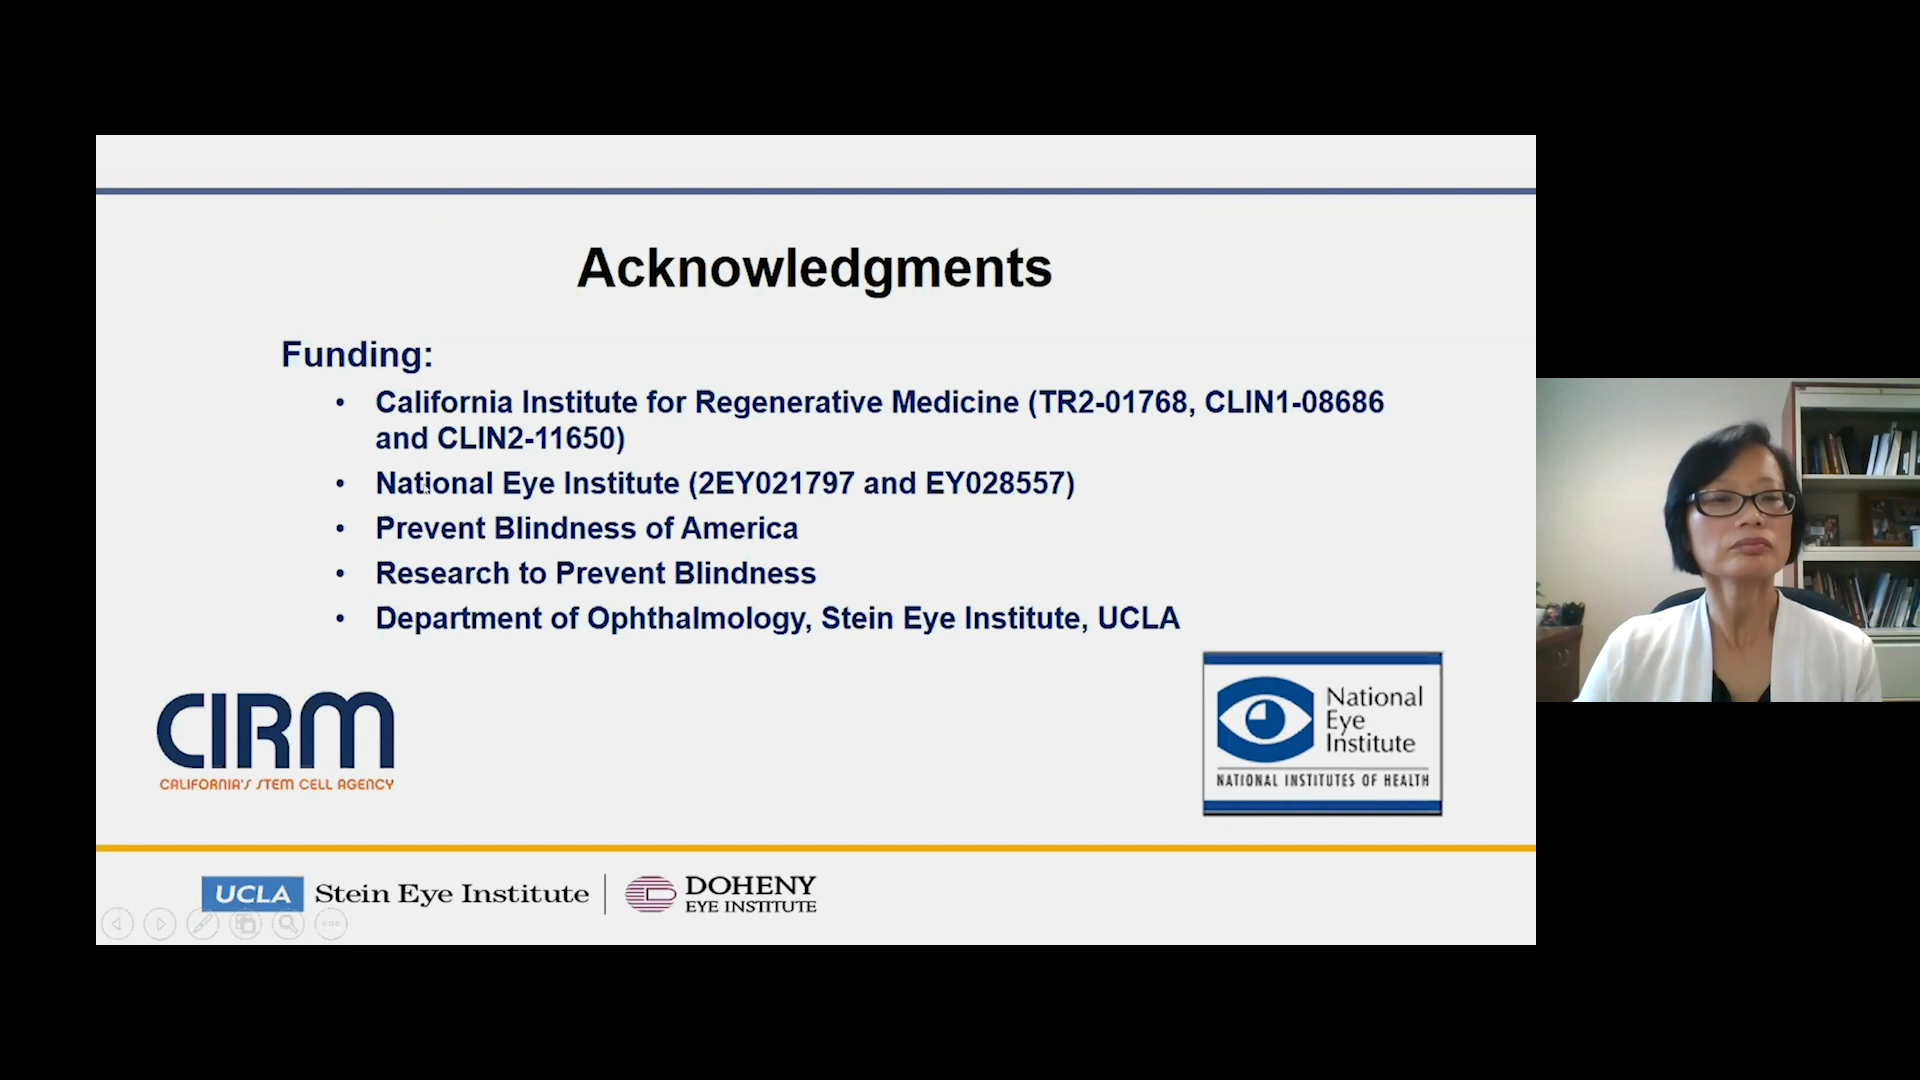 Acknowledgments
Funding:
• California Institute for Regenerative Medicine (TR2-01768, CLIN1-08686
and CLIN2-11650)
• National Eye Institute (2EY021797 and EY028557)
• Prevent Blindness of America
• Research to Prevent Blindness
• Department of Ophthalmology, Stein Eye Institute, UCLA
CIRM
CALIFORNIA'S STEM CELL AGENCY
National
Eye
Institute
NATIONAL INSTITUTES OF HEALTH
UCLA Stein Eye Institute
DOHENY
EYE INSTITUTE